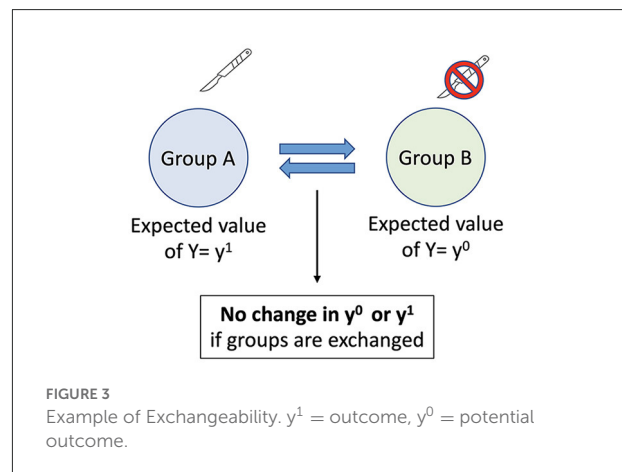 Group A
Group B
Expected value
of Y= y¹
Expected value
of Y= y⁰
No change in y⁰ or y¹
if groups are exchanged
FIGURE 3
Example of Exchangeability. y¹ = outcome, y⁰ = potential
outcome.